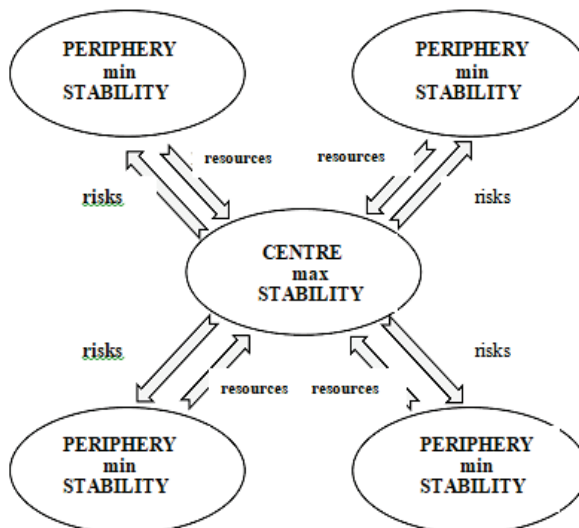 PERIPHERY PERIPHERY
min min
STABILITY STABILITY
resources resources
risks risks
CENTRE
max
STABILITY
risks risks
resources resources
PERIPHERY PERIPHERY
min min
STABILITY STABILITY